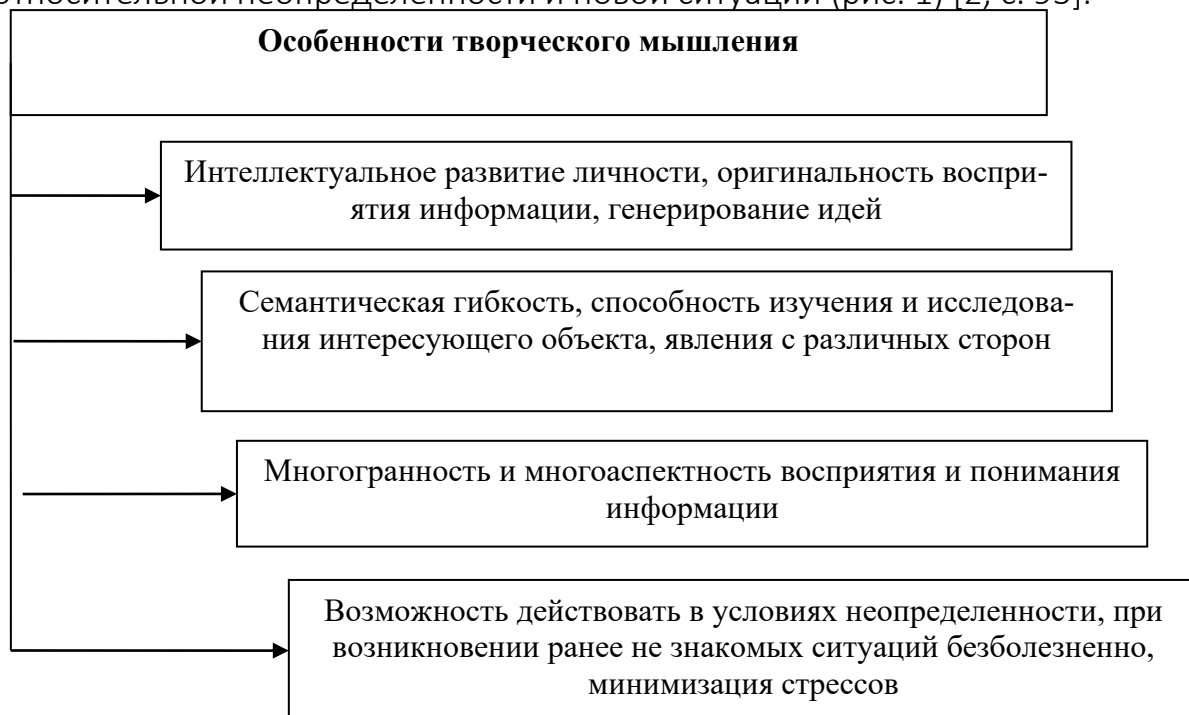 относительной неопределенности и новой ситуации (рис. 1) [2, с. 93].
Особенности творческого мышления
Интеллектуальное развитие личности, оригинальность воспри-
ятия информации, генерирование идей
Семантическая гибкость, способность изучения и исследова-
ния интересующего объекта, явления с различных сторон
Многогранность и многоаспектность восприятия и понимания
информации
Возможность действовать в условиях неопределенности, при
возникновении ранее не знакомых ситуаций безболезненно,
минимизация стрессов